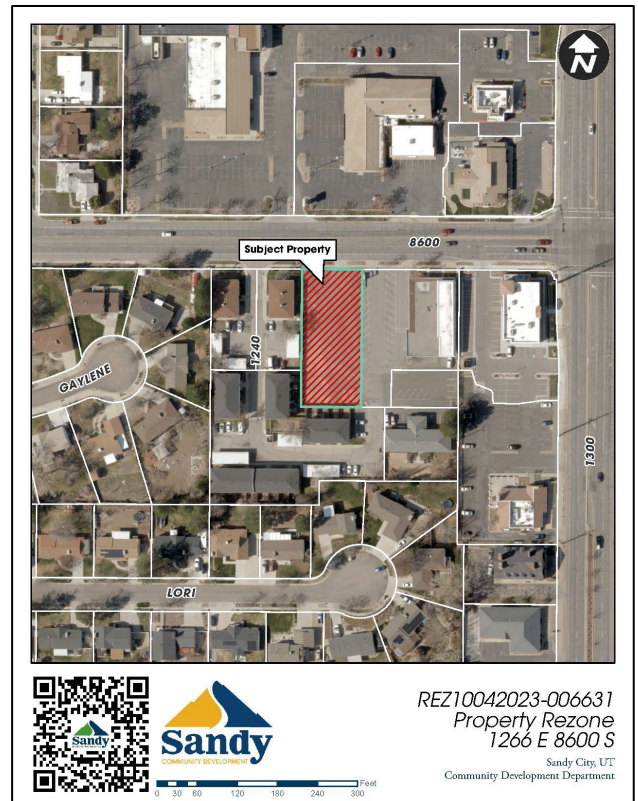 8600
Subject Property
1240
GAYLENE
1300
LORI
Sandy
Sandy
COMMUNITY DEVELOPMENT
0 30 60 120 180 240 300 Feet
REZ10042023-006631
Property Rezone
1266 E 8600 S
Sandy City, UT
Community Development Department